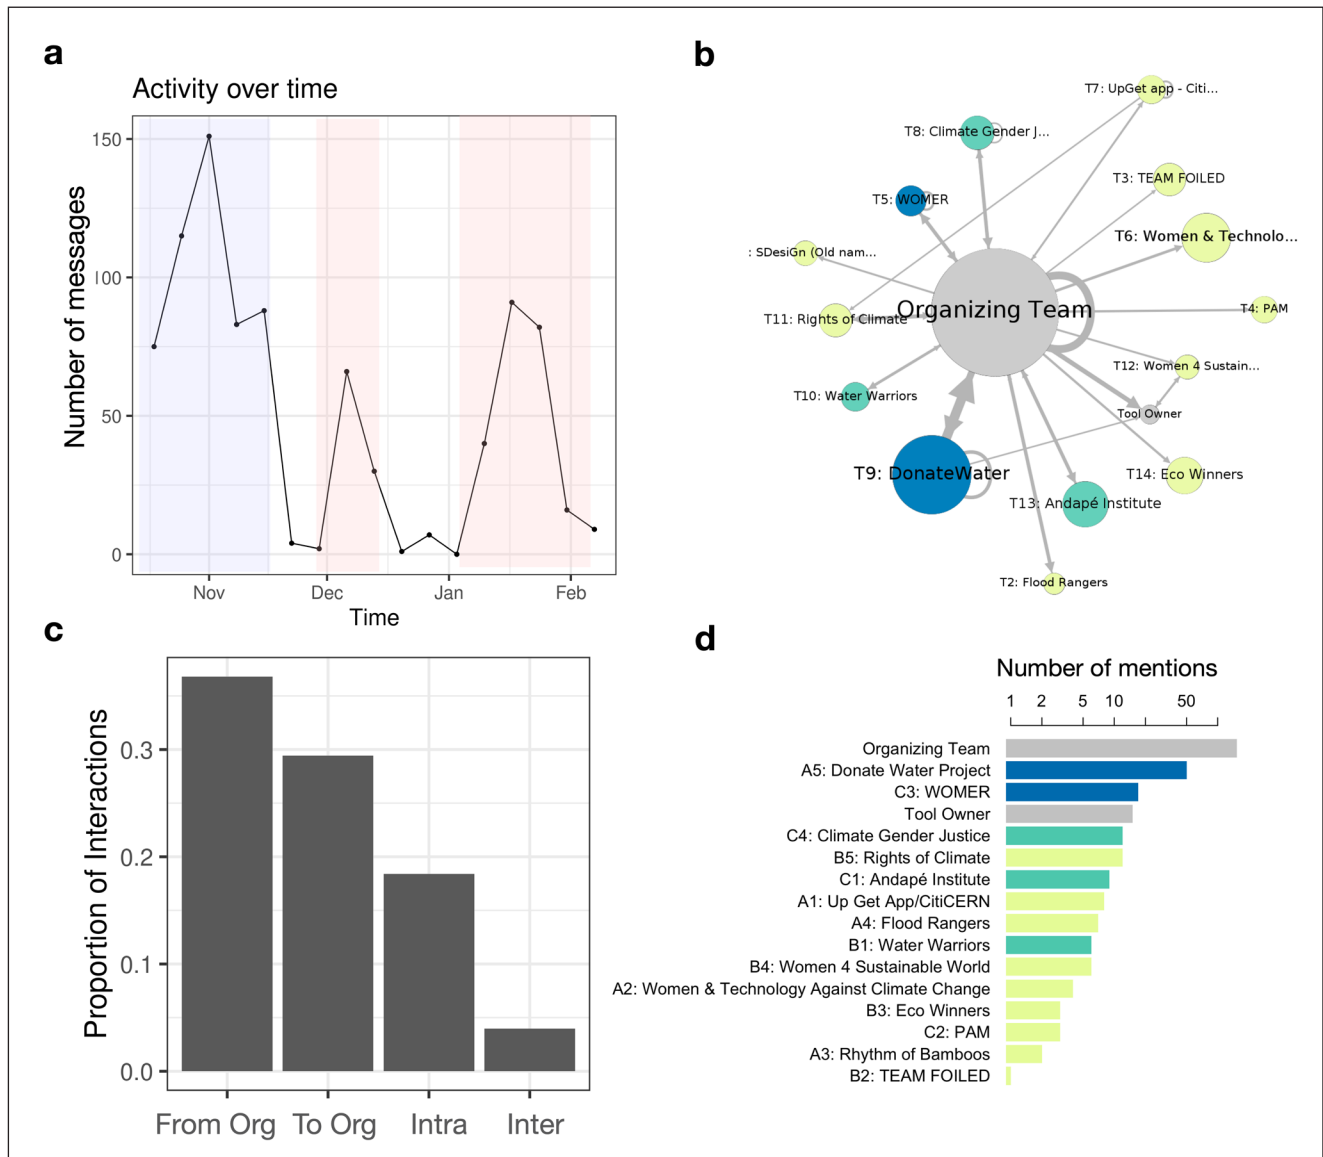 a
Activity over time
150
100
50
0
Number of messages
Nov Dec Jan Feb
Time
b
T7: UpGet app - Citi...
T8: Climate Gender J...
T3: TEAM FOILED
T5: WOMER
T6: Women & Technolo...
: SDesiGn (Old nam...
Organizing Team
T4: PAM
T11: Rights of Climate
T12: Women 4 Sustain...
T10: Water Warriors
Tool Owner
T9: DonateWater
T14: Eco Winners
T13: Andapé Institute
T2: Flood Rangers
c
0.3
0.2
0.1
0.0
Proportion of Interactions
From Org To Org Intra Inter
d
Number of mentions
1 2 5 10 50
Organizing Team
A5: Donate Water Project
C3: WOMER
Tool Owner
C4: Climate Gender Justice
B5: Rights of Climate
C1: Andapé Institute
A1: Up Get App/CitiCERN
A4: Flood Rangers
B1: Water Warriors
B4: Women 4 Sustainable World
A2: Women & Technology Against Climate Change
B3: Eco Winners
C2: PAM
A3: Rhythm of Bamboos
B2: TEAM FOILED